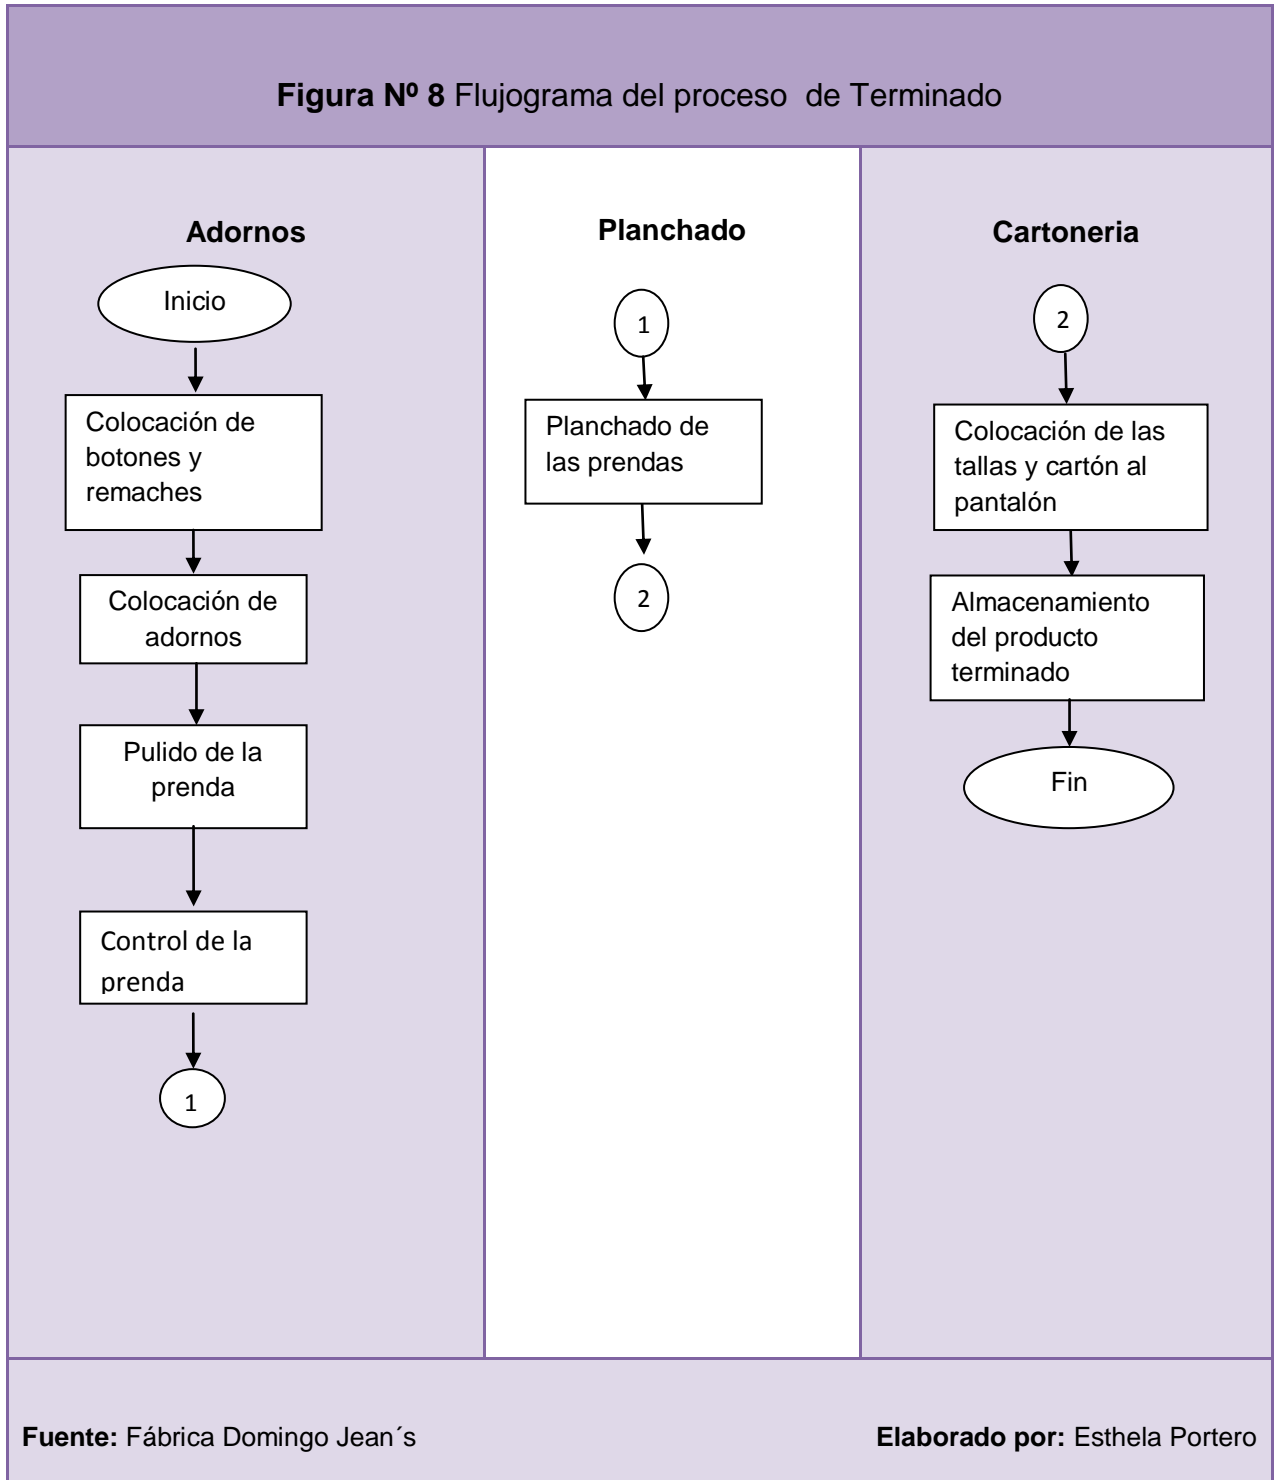 Figura Nº 8 Flujograma del proceso  de Terminado
Adornos
Inicio
Colocación de
botones y
remaches
Colocación de
adornos
Pulido de la
prenda
Control de la
prenda
1
Planchado
1
Planchado de
las prendas
2
Cartoneria
2
Colocación de las
tallas y cartón al
pantalón
Almacenamiento
del producto
terminado
Fin
Fuente: Fábrica Domingo Jean´s
Elaborado por: Esthela Portero